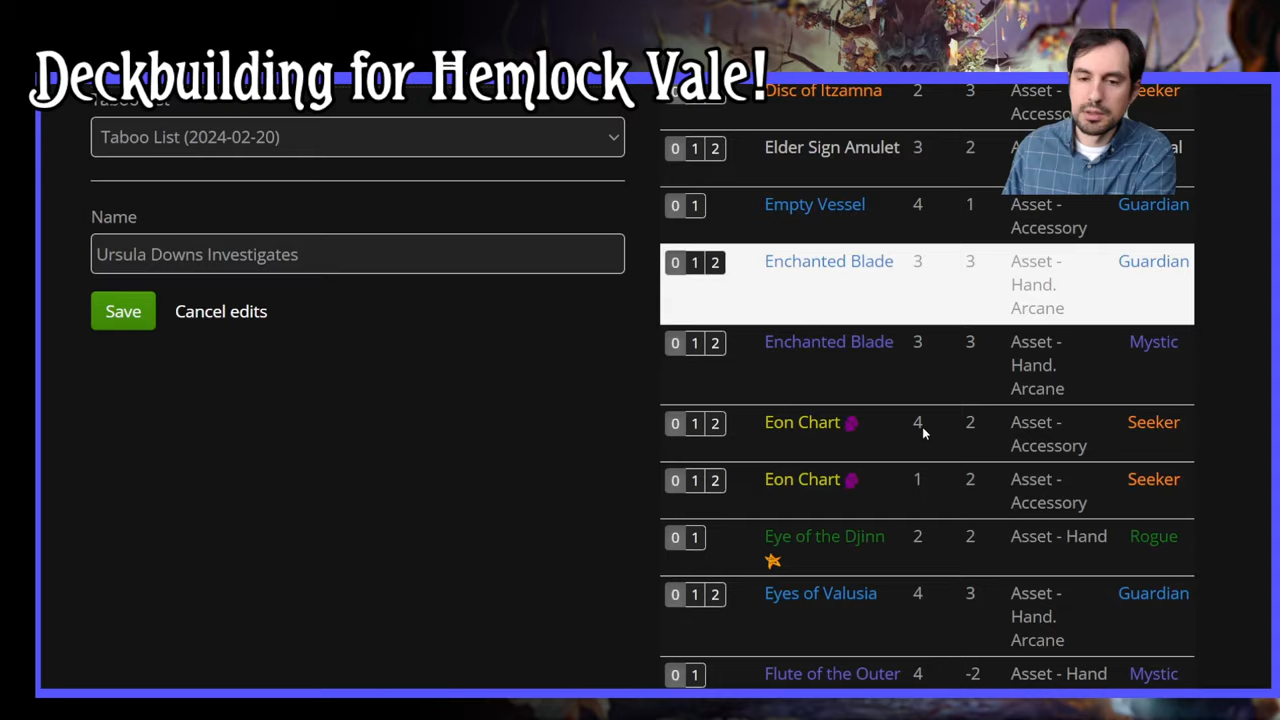 Deckbuilding for Hemlock Vale!
Taboo List (2024-02-20)
Name
Ursula Downs Investigates
Save Cancel edits
1 2 Disc of Itzamna 2 3 Asset - Seeker
Accessory
0 1 2 Elder Sign Amulet 3 2
0 1 Empty Vessel 4 1 Asset - Guardian
Accessory
0 1 2 Enchanted Blade 3 3 Asset - Guardian
Hand.
Arcane
0 1 2 Enchanted Blade 3 3 Asset - Mystic
Hand.
Arcane
0 1 2 Eon Chart 4 2 Asset - Seeker
Accessory
0 1 2 Eon Chart 1 2 Asset - Seeker
Accessory
0 1 Eye of the Djinn 2 2 Asset - Hand Rogue
0 1 2 Eyes of Valusia 4 3 Asset - Guardian
Hand.
Arcane
0 1 Flute of the Outer 4 -2 Asset - Hand Mystic